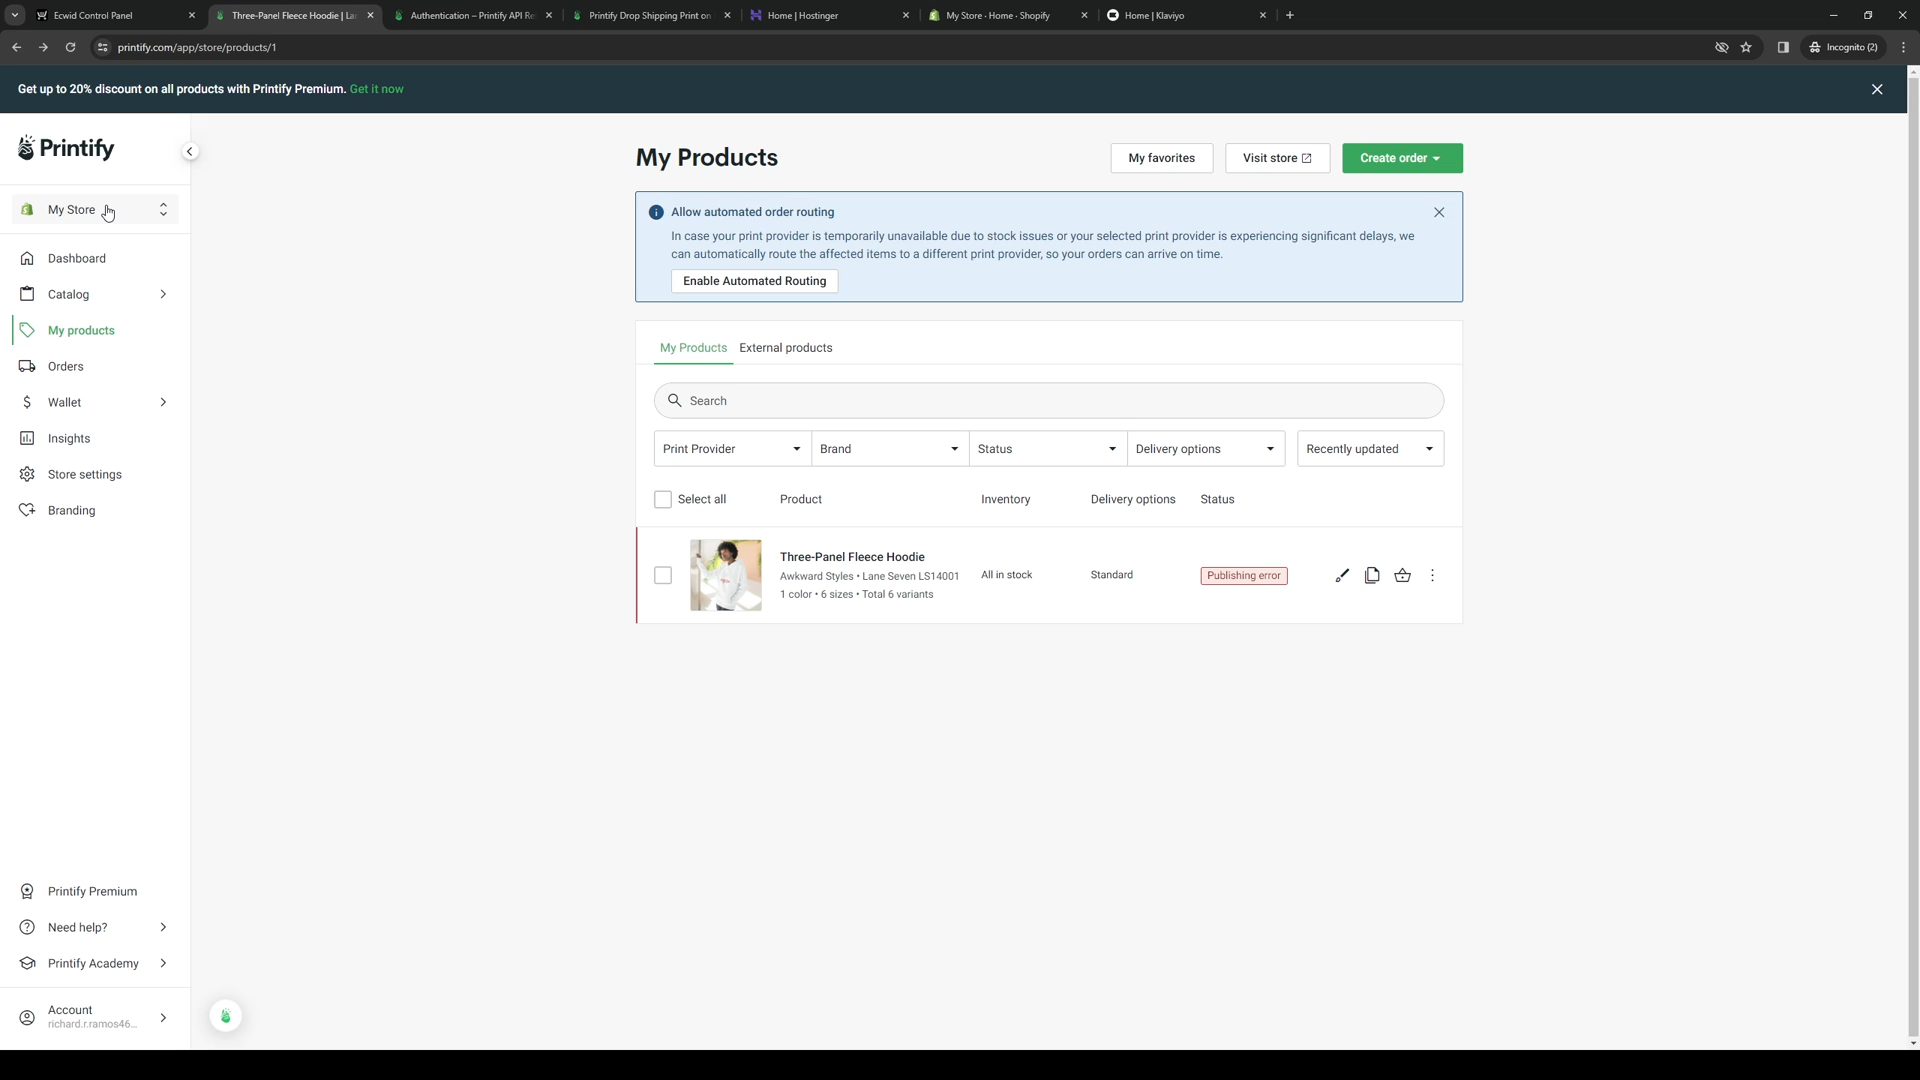 Ecwid Control Panel
Three-Panel Fleece Hoodie | La
Authentication – Printify API Re
Printify Drop Shipping Print on
Home | Hostinger
My Store · Home · Shopify
Home | Klaviyo
printify.com/app/store/products/1
Incognito (2)
Get up to 20% discount on all products with Printify Premium. Get it now
Printify
My Store
Dashboard
Catalog
My products
Orders
Wallet
Insights
Store settings
Branding
Printify Premium
Need help?
Printify Academy
Account
richard.r.ramos46...
My Products
My favorites
Visit store
Create order
Allow automated order routing
In case your print provider is temporarily unavailable due to stock issues or your selected print provider is experiencing significant delays, we
can automatically route the affected items to a different print provider, so your orders can arrive on time.
Enable Automated Routing
My Products
External products
Search
Print Provider
Brand
Status
Delivery options
Recently updated
Select all
Product
Inventory
Delivery options
Status
Three-Panel Fleece Hoodie
Awkward Styles • Lane Seven LS14001
1 color • 6 sizes • Total 6 variants
All in stock
Standard
Publishing error